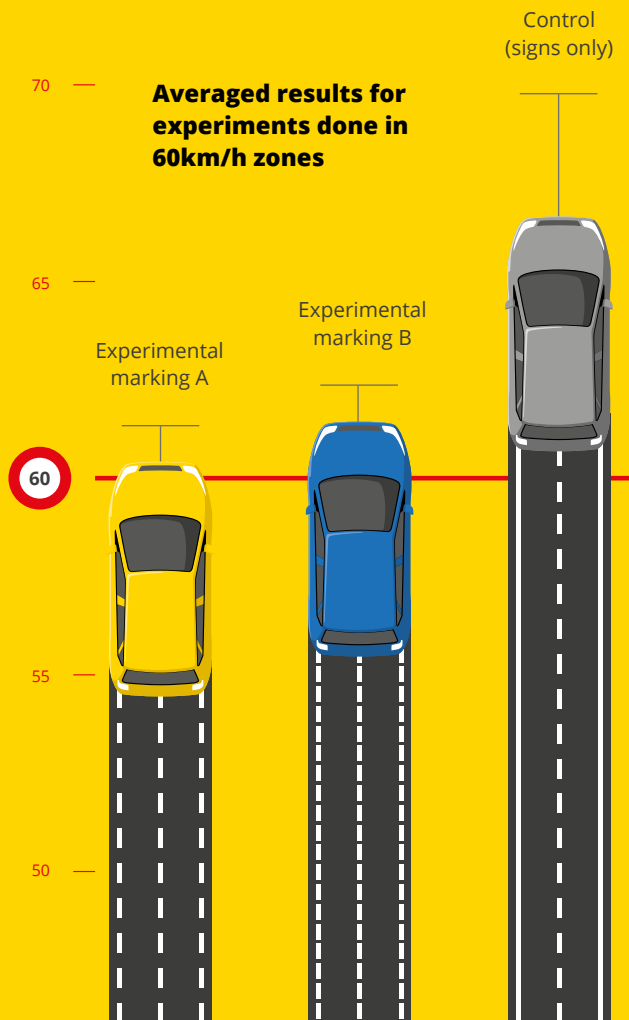 Control
(signs only)
70
Averaged results for
experiments done in
60km/h zones
65
Experimental
marking B
Experimental
marking A
60
55
50